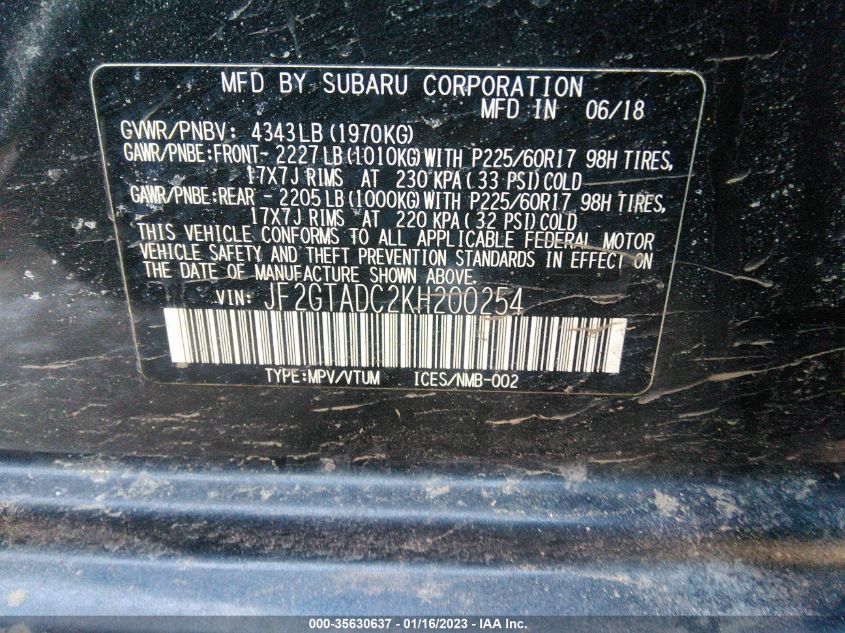 MFD BY SUBARU CORPORATION
MFD IN 06/18
GVWR/PNBV: 4343LB (1970KG)
GAWR/PNBE:FRONT- 2227 LB(1010KG)WITH P225/60R17 98H TIRES,
17X7J RIMS AT 230 KPA(33 PSI)COLD
GAWR/PNBE:REAR - 2205 LB(1000KG)WITH P225/60R17 98H TIRES,
17X7J RIMS AT 220 KPA(32 PSI)COLD
THIS VEHICLE CONFORMS TO ALL APPLICABLE FEDERAL MOTOR
VEHICLE SAFETY AND THEFT PREVENTION STANDARDS IN EFFECT ON
THE DATE OF MANUFACTURE SHOWN ABOVE.
VIN: JF2GTADC2KH200254
TYPE:MPV/VTUM ICES/NMB-002
000-35630637 - 01/16/2023 - IAA Inc.